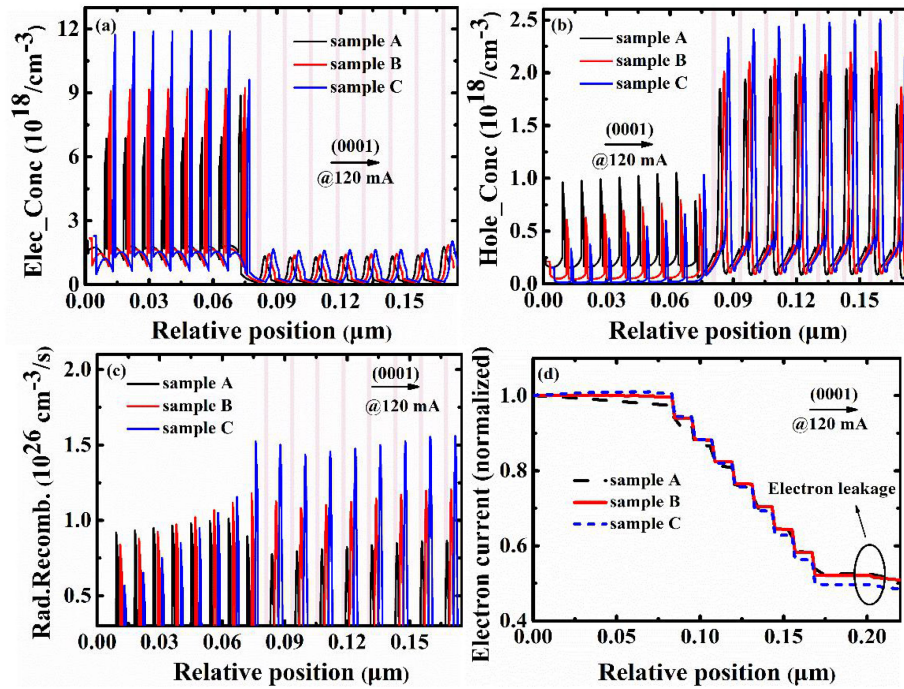 (a)
Elec_Conc (10^18/cm^-3)
12
9
6
3
0
sample A
sample B
sample C
(0001)
@120 mA
0.00 0.03 0.06 0.09 0.12 0.15
Relative position (μm)
(b)
Hole_Conc (10^18/cm^-3)
2.5
2.0
1.5
1.0
0.5
0
sample A
sample B
sample C
(0001)
@120 mA
0.00 0.03 0.06 0.09 0.12 0.15
Relative position (μm)
(c)
Rad.Recomb. (10^26 cm^-3/s)
2.0
1.5
1.0
0.5
sample A
sample B
sample C
(0001)
@120 mA
0.00 0.03 0.06 0.09 0.12 0.15
Relative position (μm)
(d)
Electron current (normalized)
1.0
0.8
0.6
0.4
(0001)
@120 mA
sample A
sample B
sample C
Electron leakage
0.00 0.05 0.10 0.15 0.20
Relative position (μm)